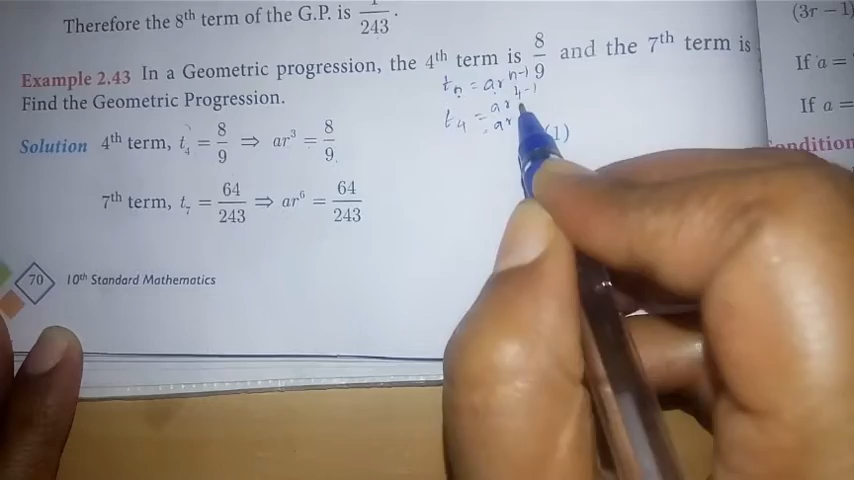 Therefore the 8th term of the G.P. is 1/243.
(3r − 1)
Example 2.43 In a Geometric progression, the 4th term is 8/9 and the 7th term is
If a =
Find the Geometric Progression.
If a =
tn = ar^n-1
t4 = ar^4-1
= ar
Solution 4th term, t4 = 8/9 ⇒ ar^3 = 8/9.
(1)
7th term, t7 = 64/243 ⇒ ar^6 = 64/243
70 10th Standard Mathematics